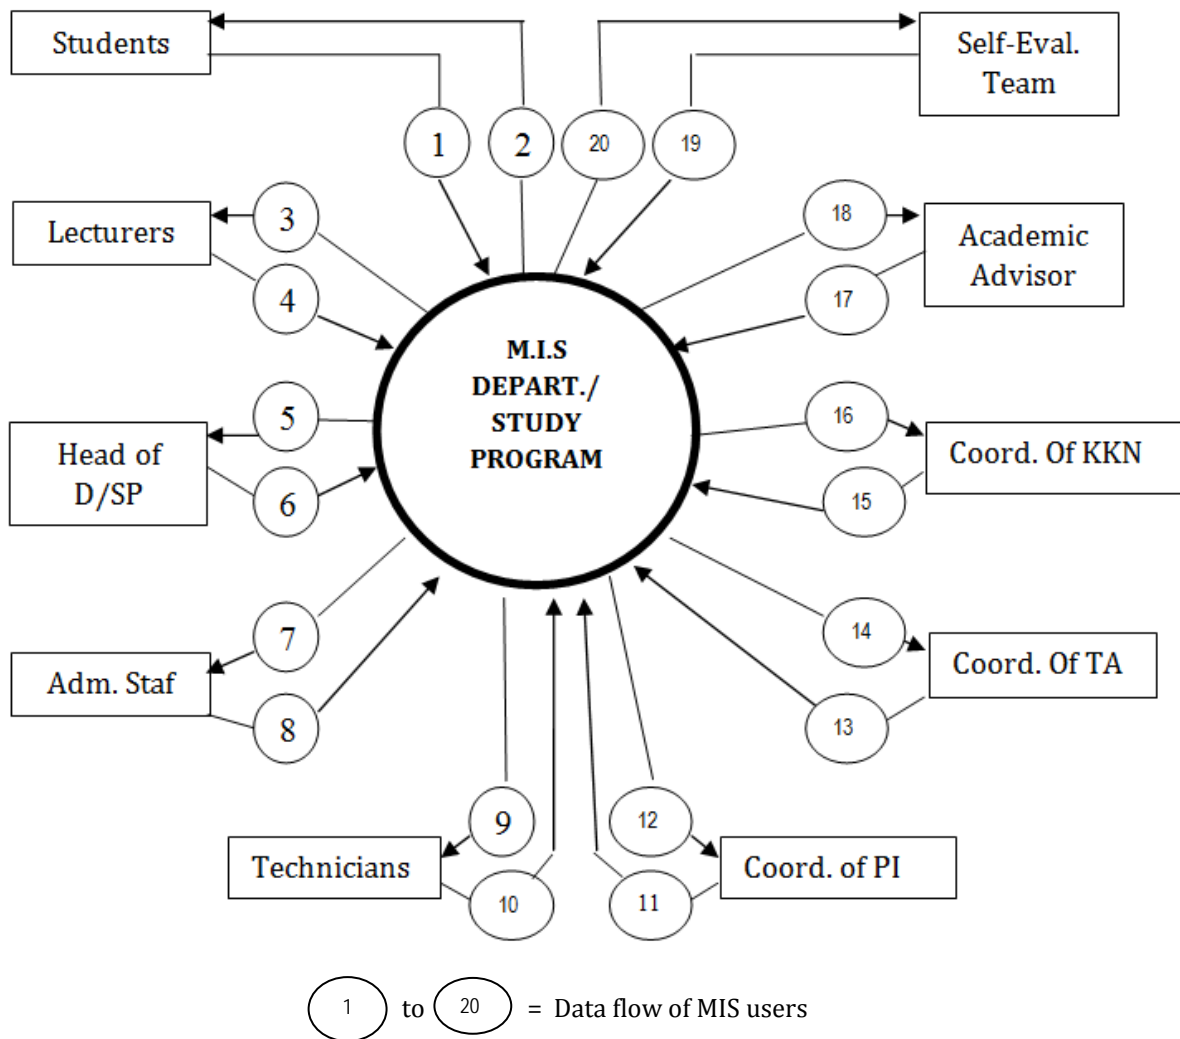 Students
Self-Eval.
Team
1
2
20
19
Lecturers
3
4
18
17
Academic
Advisor
M.I.S
DEPART./
STUDY
PROGRAM
Head of
D/SP
5
6
16
15
Coord. Of KKN
Adm. Staf
7
8
14
13
Coord. Of TA
Technicians
9
10
12
11
Coord. of PI
1 to 20 = Data flow of MIS users